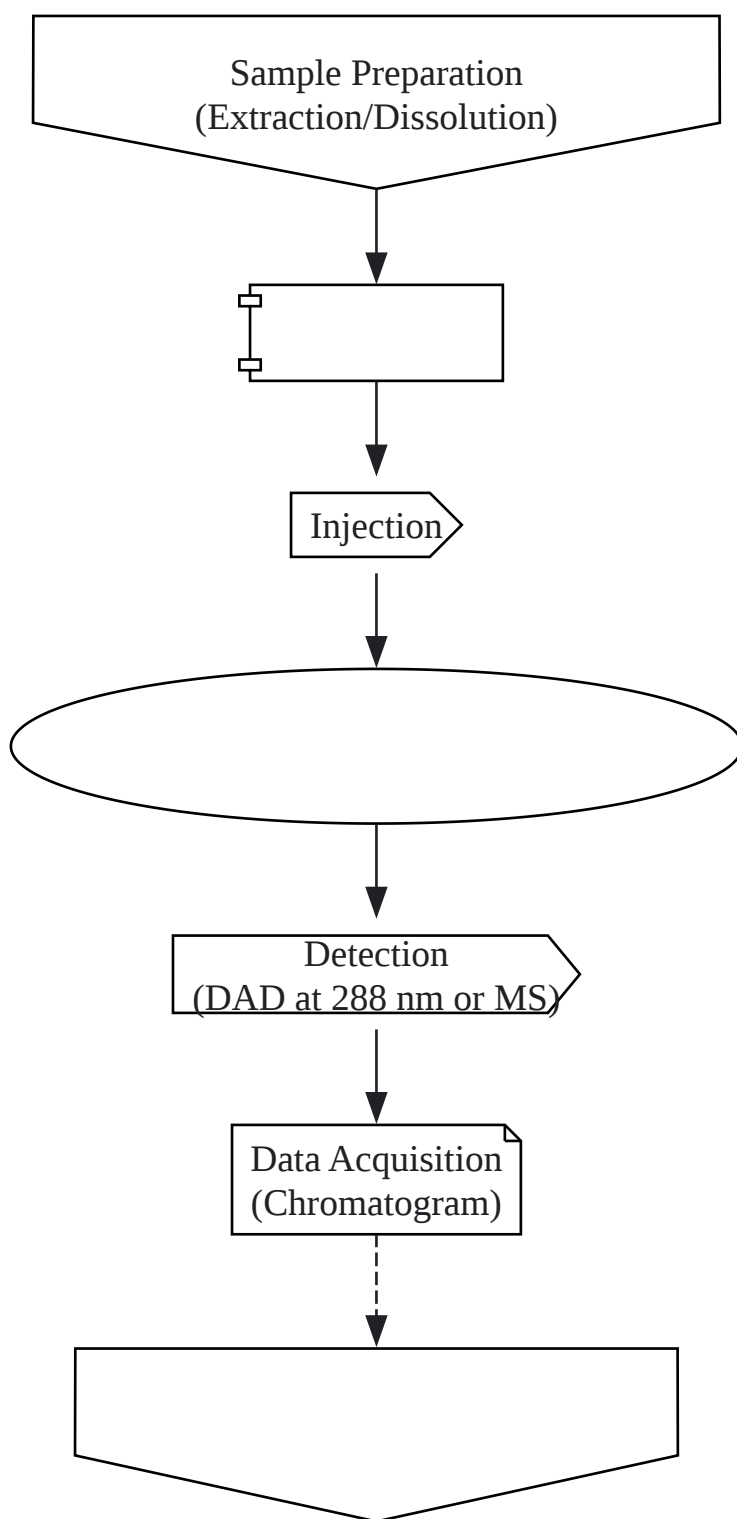 Sample Preparation
(Extraction/Dissolution)
Injection
Detection
(DAD at 288 nm or MS)
Data Acquisition
(Chromatogram)